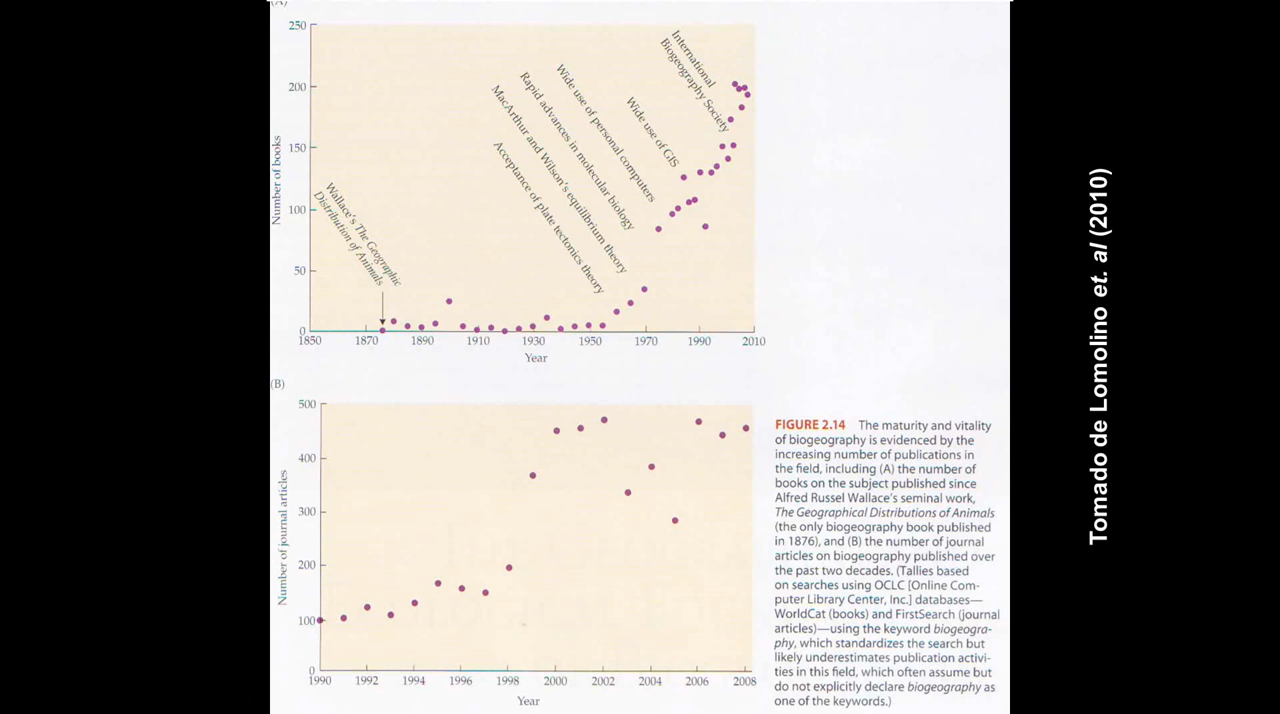 (A)
250
200
150
100
50
0
Number of books
Wallace's The Geographic
Distribution of Animals
Acceptance of plate tectonics theory
MacArthur and Wilson's equilibrium theory
Rapid advances in molecular biology
Wide use of personal computers
Wide use of GIS
International
Biogeography Society
1850 1870 1890 1910 1930 1950 1970 1990 2010
Year
(B)
500
400
300
200
100
0
Number of journal articles
1990 1992 1994 1996 1998 2000 2002 2004 2006 2008
Year
FIGURE 2.14 The maturity and vitality
of biogeography is evidenced by the
increasing number of publications in
the field, including (A) the number of
books on the subject published since
Alfred Russel Wallace's seminal work,
The Geographical Distributions of Animals
(the only biogeography book published
in 1876), and (B) the number of journal
articles on biogeography published over
the past two decades. (Tallies based
on searches using OCLC [Online Com-
puter Library Center, Inc.] databases—
WorldCat (books) and FirstSearch (journal
articles)—using the keyword biogeogra-
phy, which standardizes the search but
likely underestimates publication activi-
ties in this field, which often assume but
do not explicitly declare biogeography as
one of the keywords.)
Tomado de Lomolino et. al (2010)